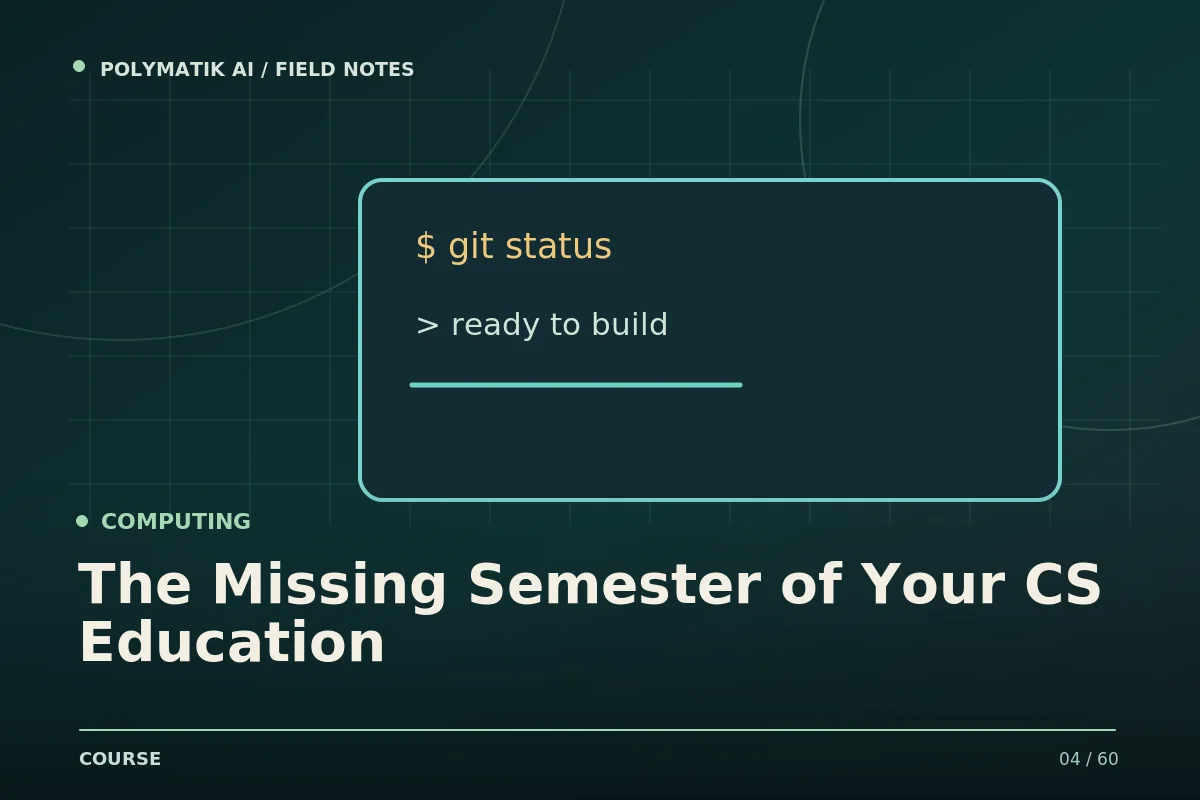 POLYMATIK AI / FIELD NOTES
$ git status
> ready to build
COMPUTING
The Missing Semester of Your CS
Education
COURSE
04 / 60